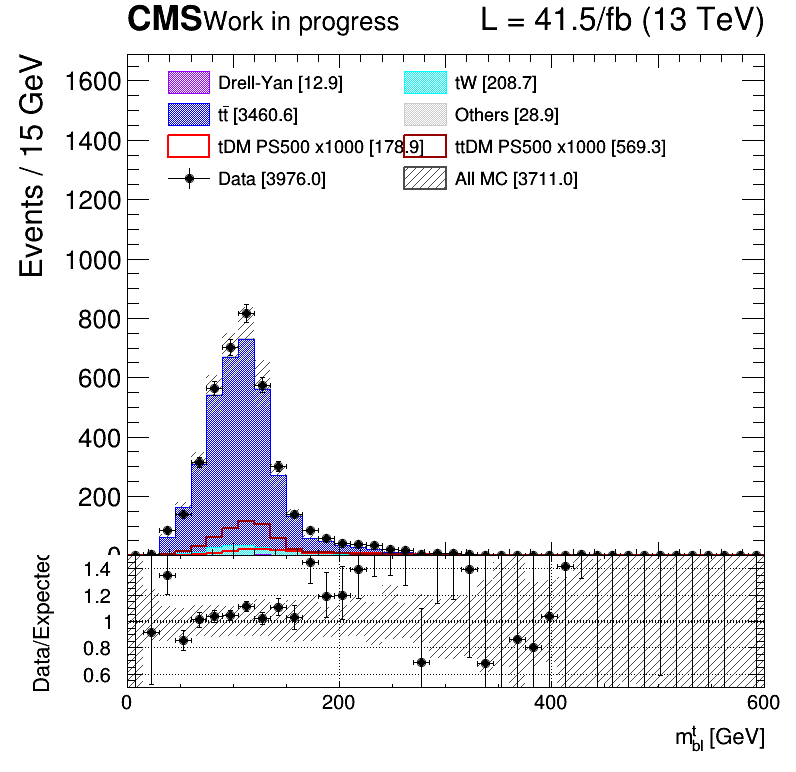 CMS Work in progress L = 41.5/fb (13 TeV)
Events / 15 GeV
1600
1400
1200
1000
800
600
400
200
0
Drell-Yan [12.9] tW [208.7]
tt̄ [3460.6] Others [28.9]
tDM PS500 x1000 [178.9] ttDM PS500 x1000 [569.3]
Data [3976.0] All MC [3711.0]
Data/Expected
1.4
1.2
1
0.8
0.6
0 200 400 600
m^t_bl [GeV]